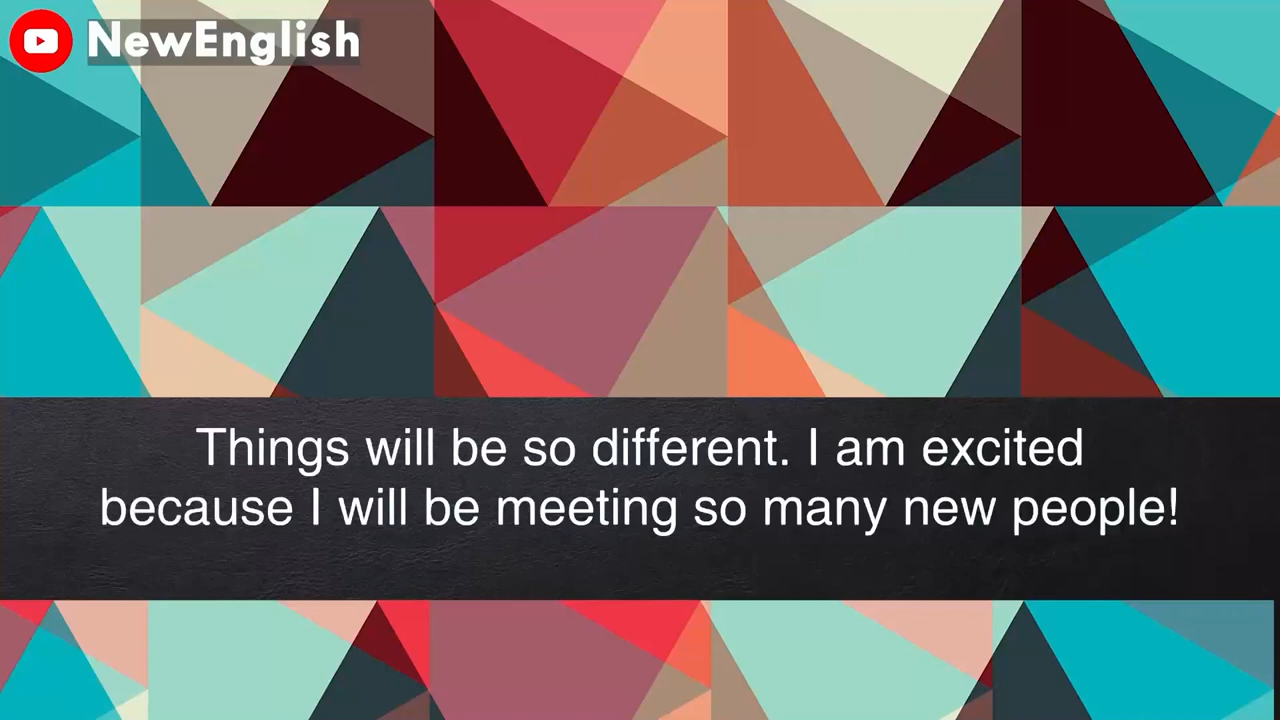 NewEnglish
Things will be so different. I am excited
because I will be meeting so many new people!